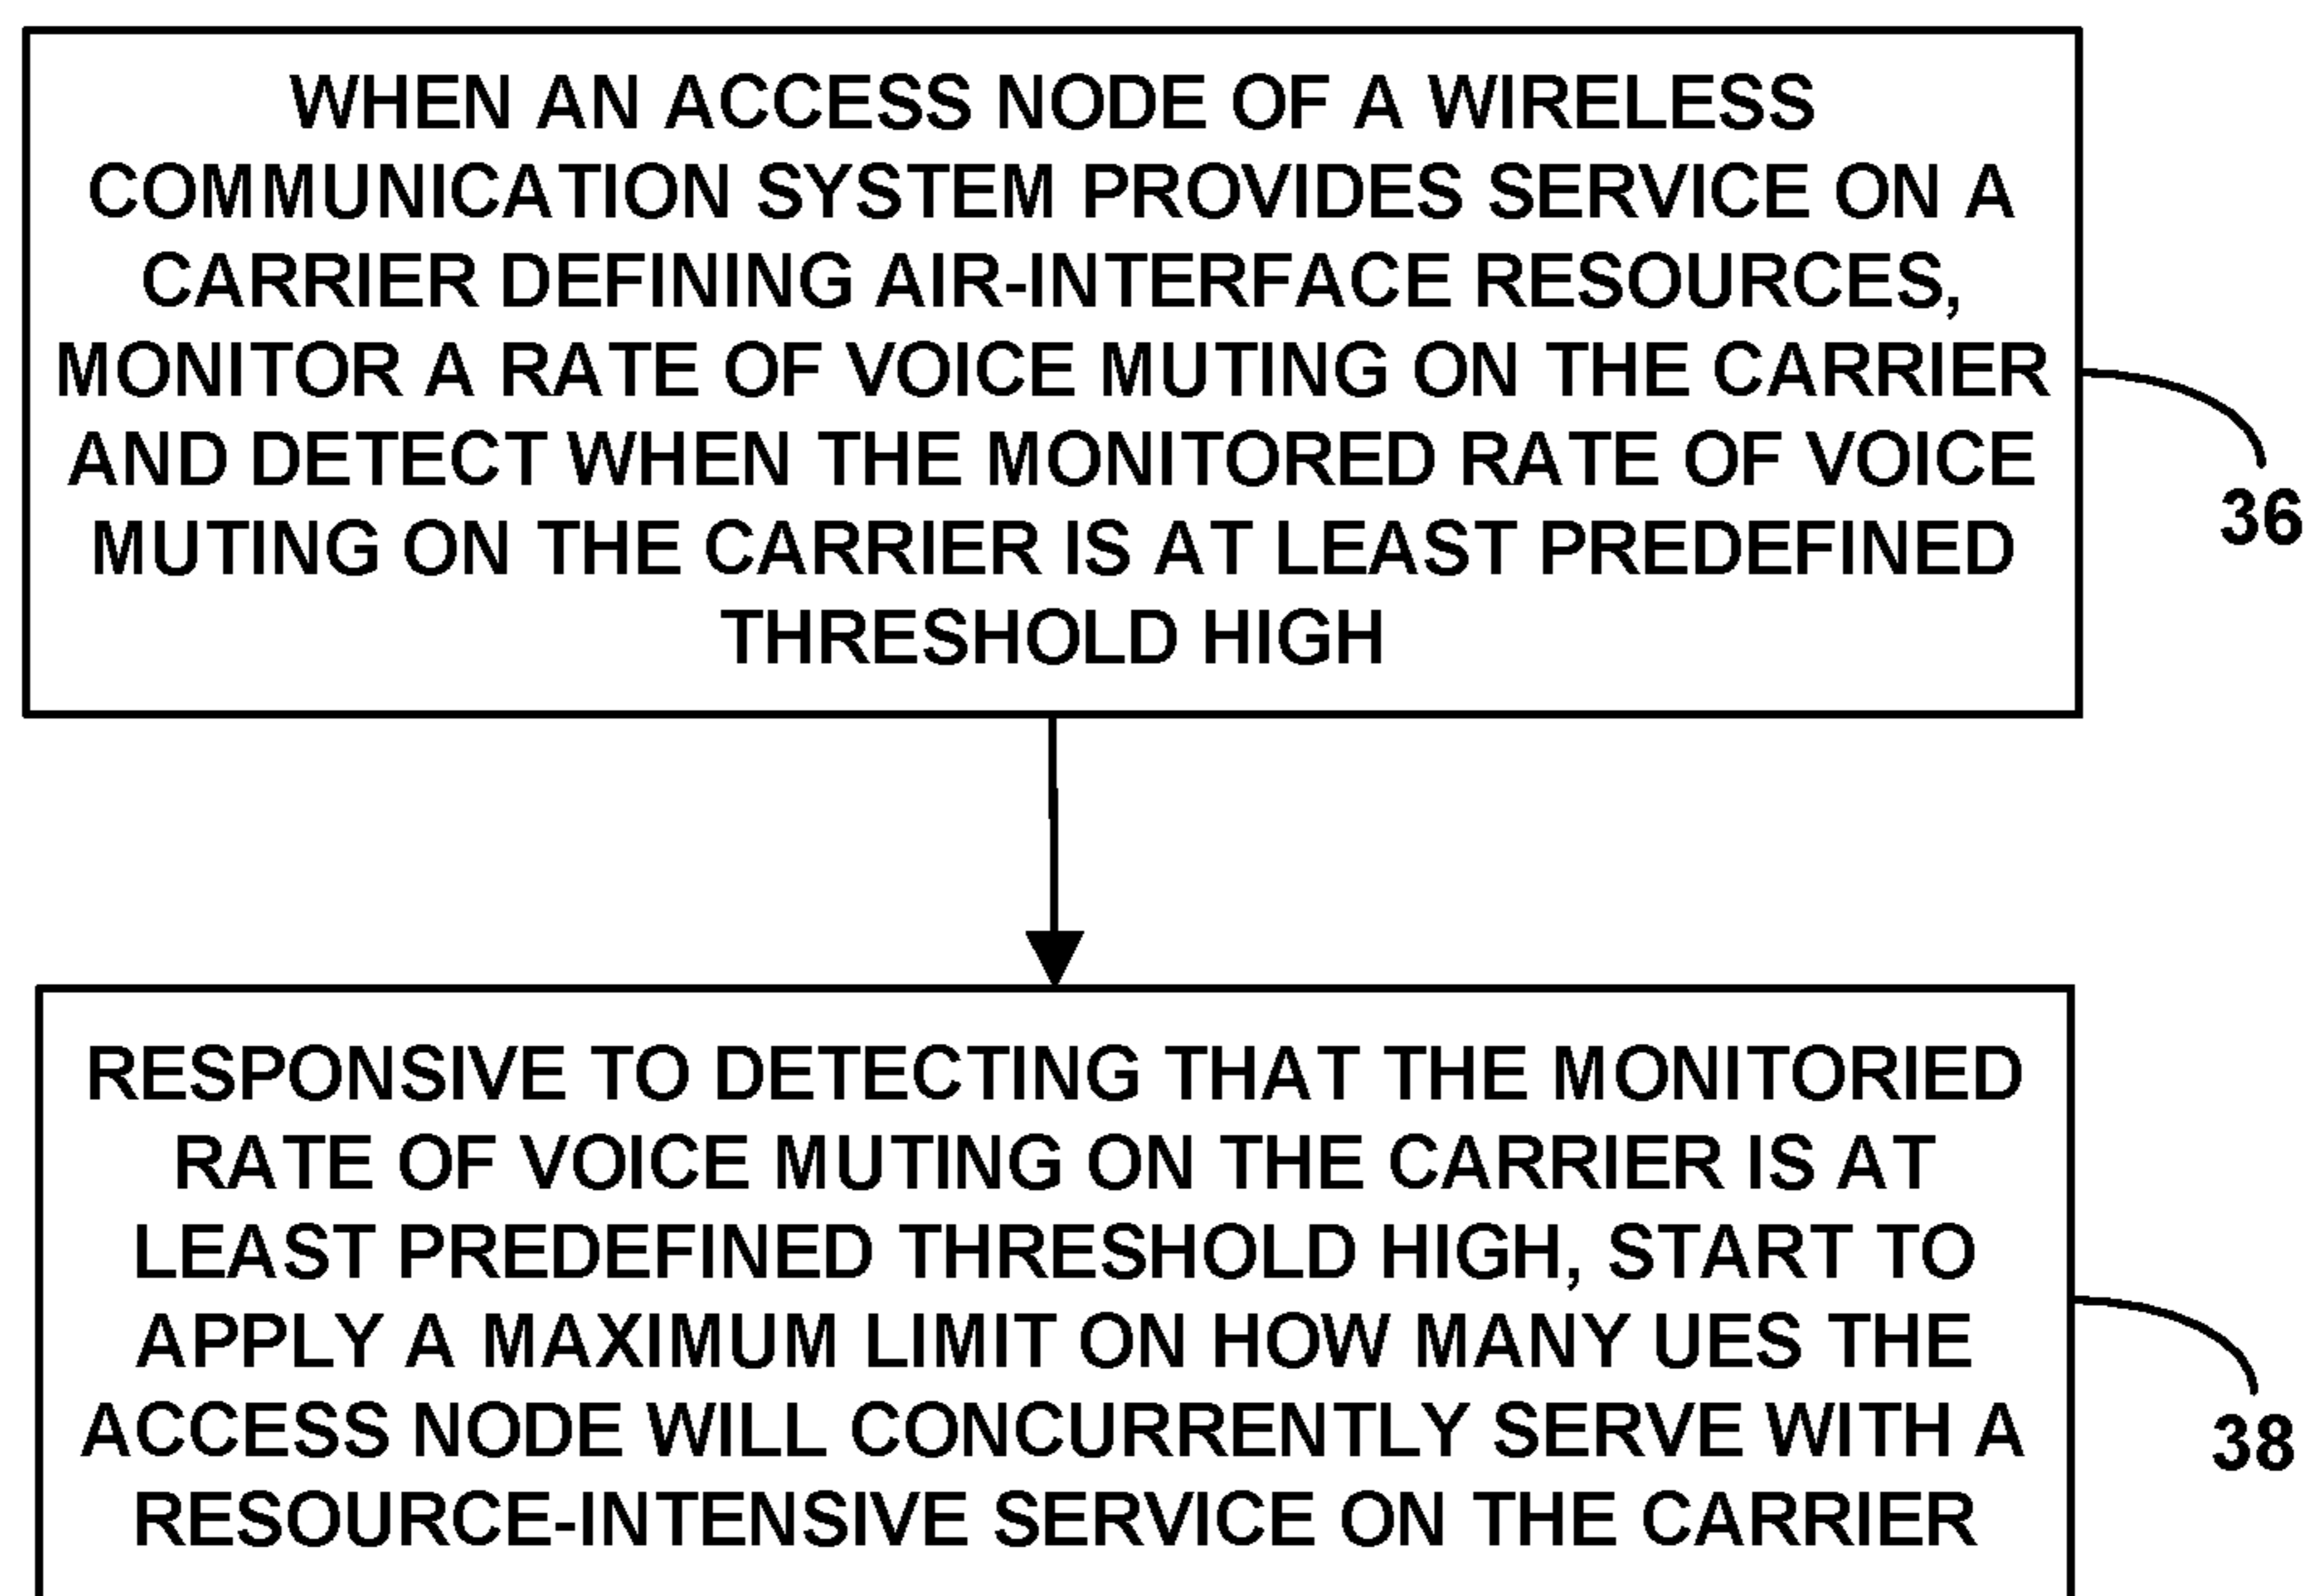 WHEN AN ACCESS NODE OF A WIRELESS
COMMUNICATION SYSTEM PROVIDES SERVICE ON A
CARRIER DEFINING AIR-INTERFACE RESOURCES,
MONITOR A RATE OF VOICE MUTING ON THE CARRIER
AND DETECT WHEN THE MONITORED RATE OF VOICE
MUTING ON THE CARRIER IS AT LEAST PREDEFINED
THRESHOLD HIGH
36
RESPONSIVE TO DETECTING THAT THE MONITORIED
RATE OF VOICE MUTING ON THE CARRIER IS AT
LEAST PREDEFINED THRESHOLD HIGH, START TO
APPLY A MAXIMUM LIMIT ON HOW MANY UES THE
ACCESS NODE WILL CONCURRENTLY SERVE WITH A
RESOURCE-INTENSIVE SERVICE ON THE CARRIER
38